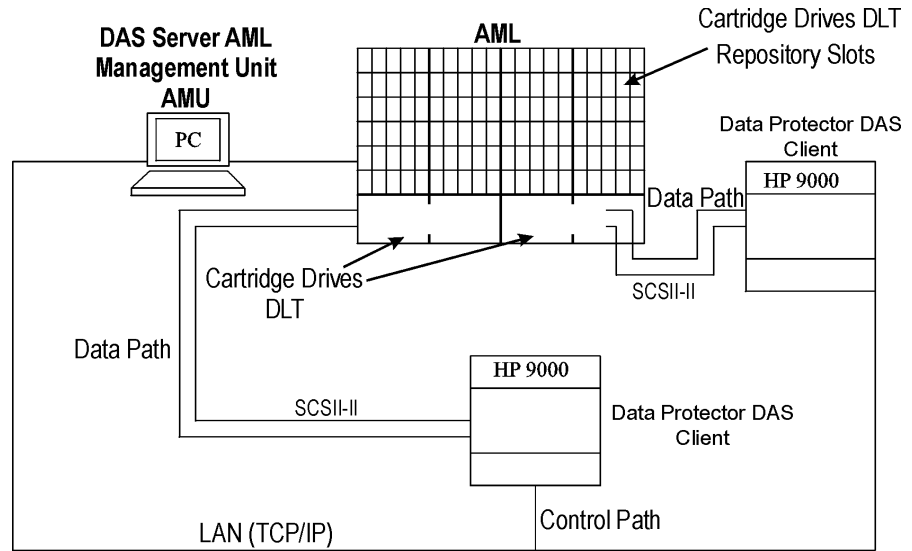 DAS Server AML
Management Unit
AMU
PC
AML
Cartridge Drives DLT
Repository Slots
Data Protector DAS
Client
HP 9000
Data Path
SCSII-II
Cartridge Drives
DLT
Data Path
SCSII-II
HP 9000
Data Protector DAS
Client
Control Path
LAN (TCP/IP)